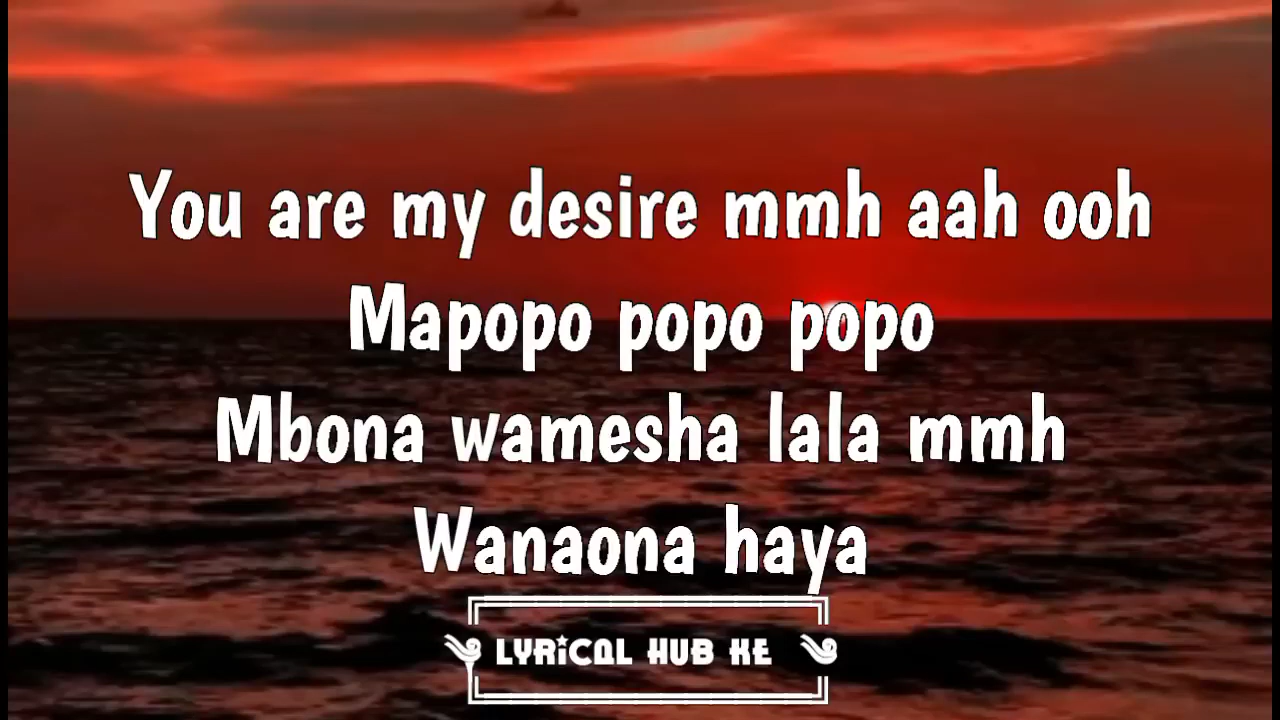 You are my desire mmh aah ooh
Mapopo popo popo
Mbona wamesha lala mmh
Wanaona haya
LYRICAL HUB KE